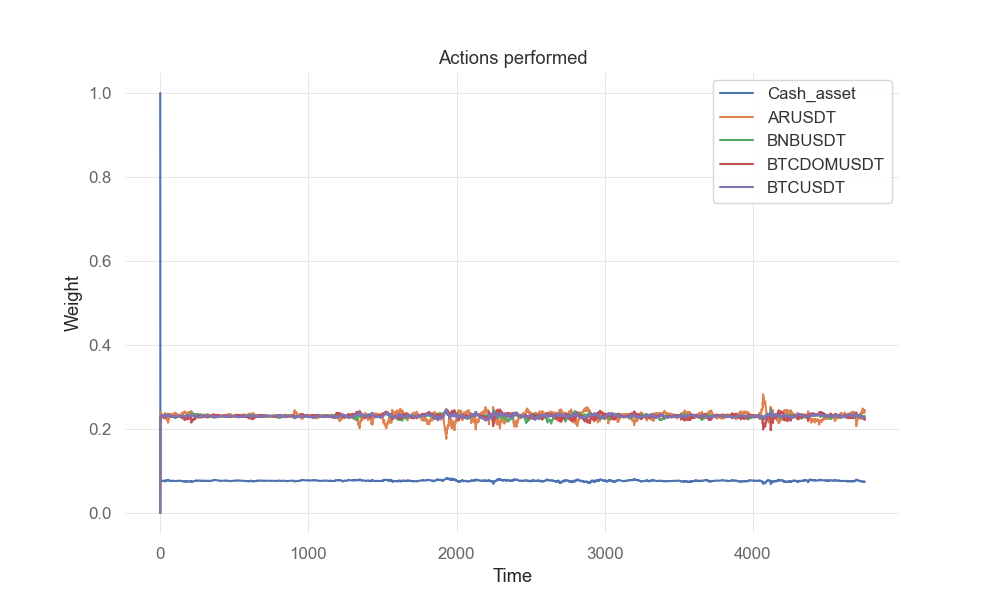 Actions performed
Cash_asset
ARUSDT
BNBUSDT
BTCDOMUSDT
BTCUSDT
Weight
1.0
0.8
0.6
0.4
0.2
0.0
0 1000 2000 3000 4000
Time